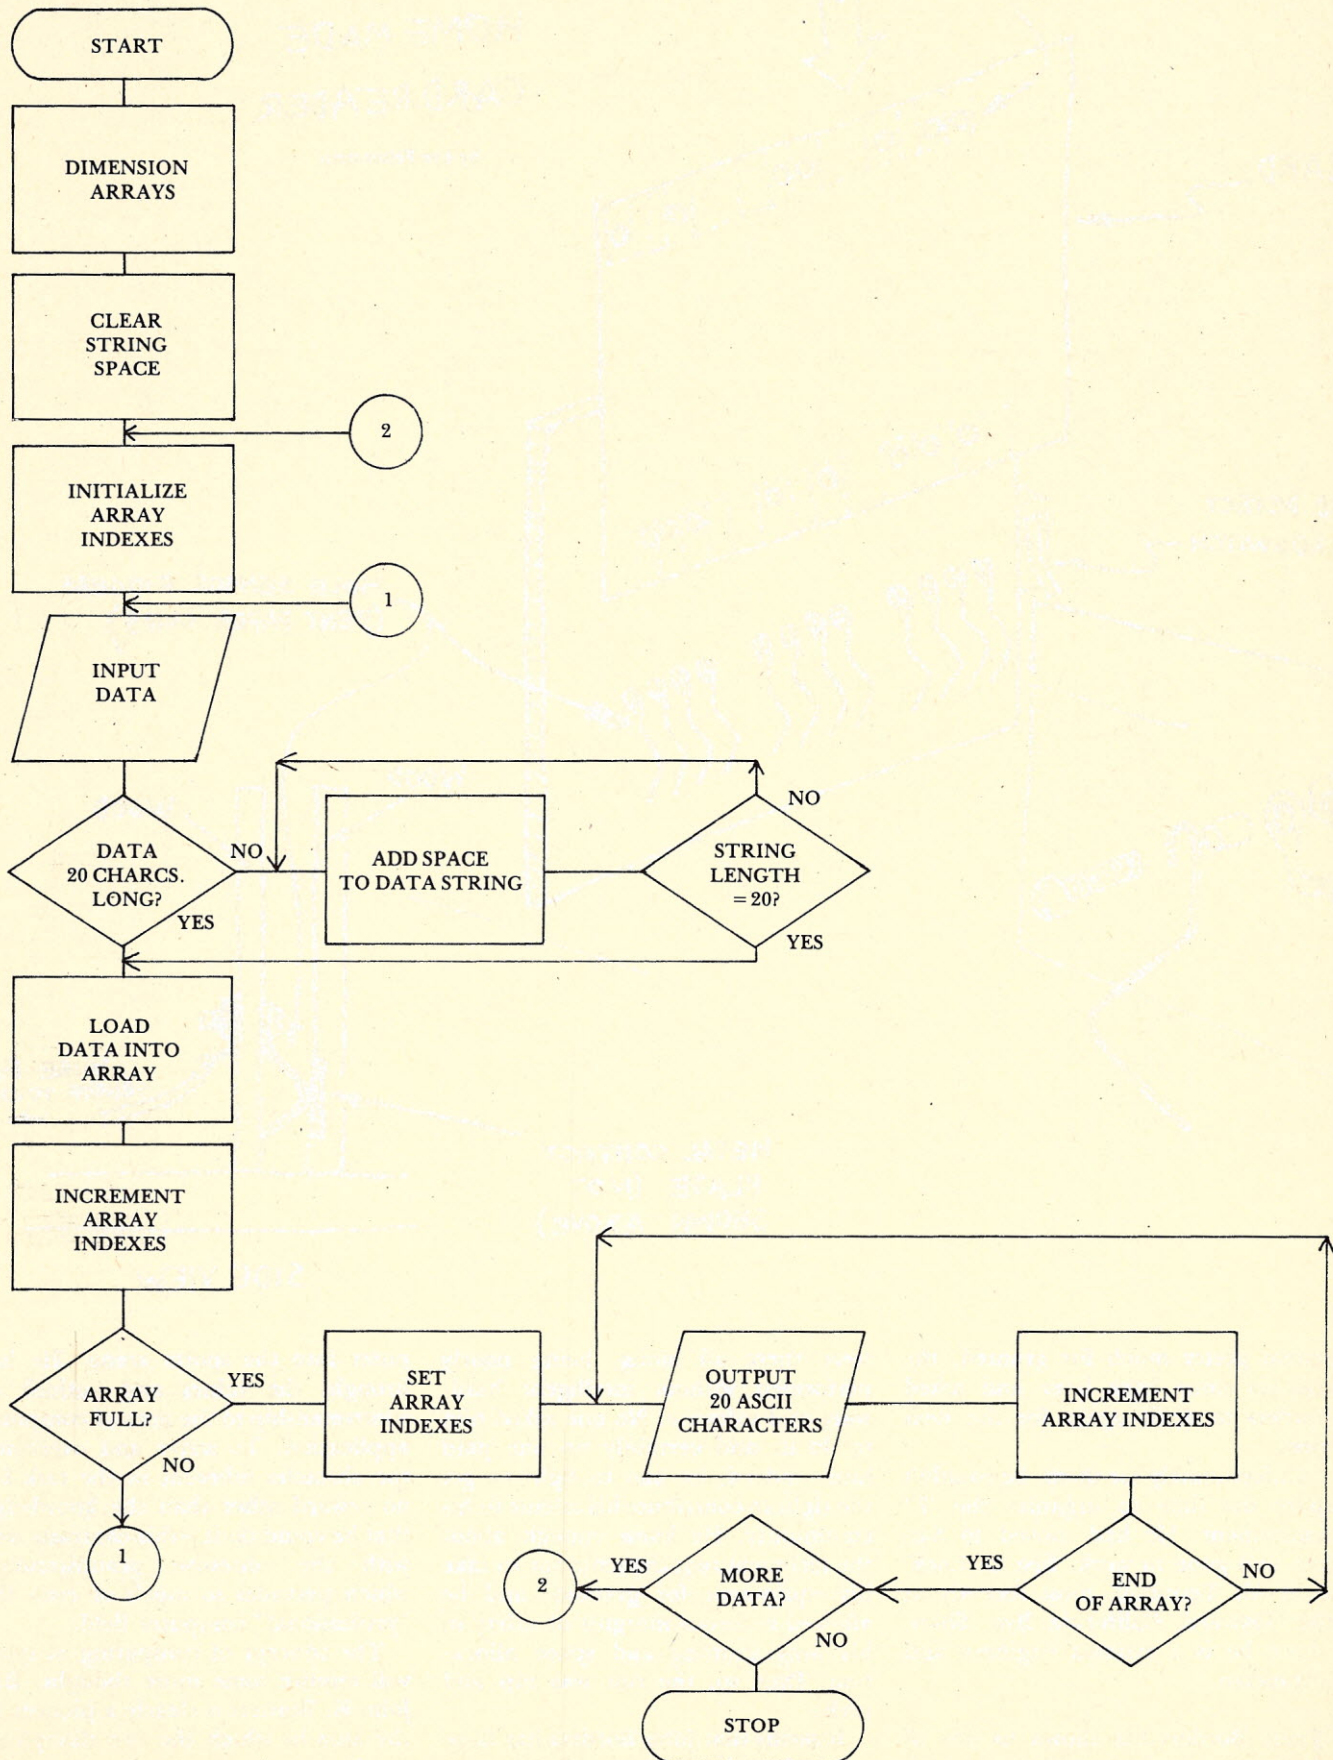 START
DIMENSION
ARRAYS
CLEAR
STRING
SPACE
2
INITIALIZE
ARRAY
INDEXES
1
INPUT
DATA
DATA
20 CHARCS.
LONG?
NO
YES
ADD SPACE
TO DATA STRING
STRING
LENGTH
= 20?
NO
YES
LOAD
DATA INTO
ARRAY
INCREMENT
ARRAY
INDEXES
ARRAY
FULL?
YES
NO
1
SET
ARRAY
INDEXES
OUTPUT
20 ASCII
CHARACTERS
INCREMENT
ARRAY INDEXES
END
OF ARRAY?
NO
YES
MORE
DATA?
YES
2
NO
STOP